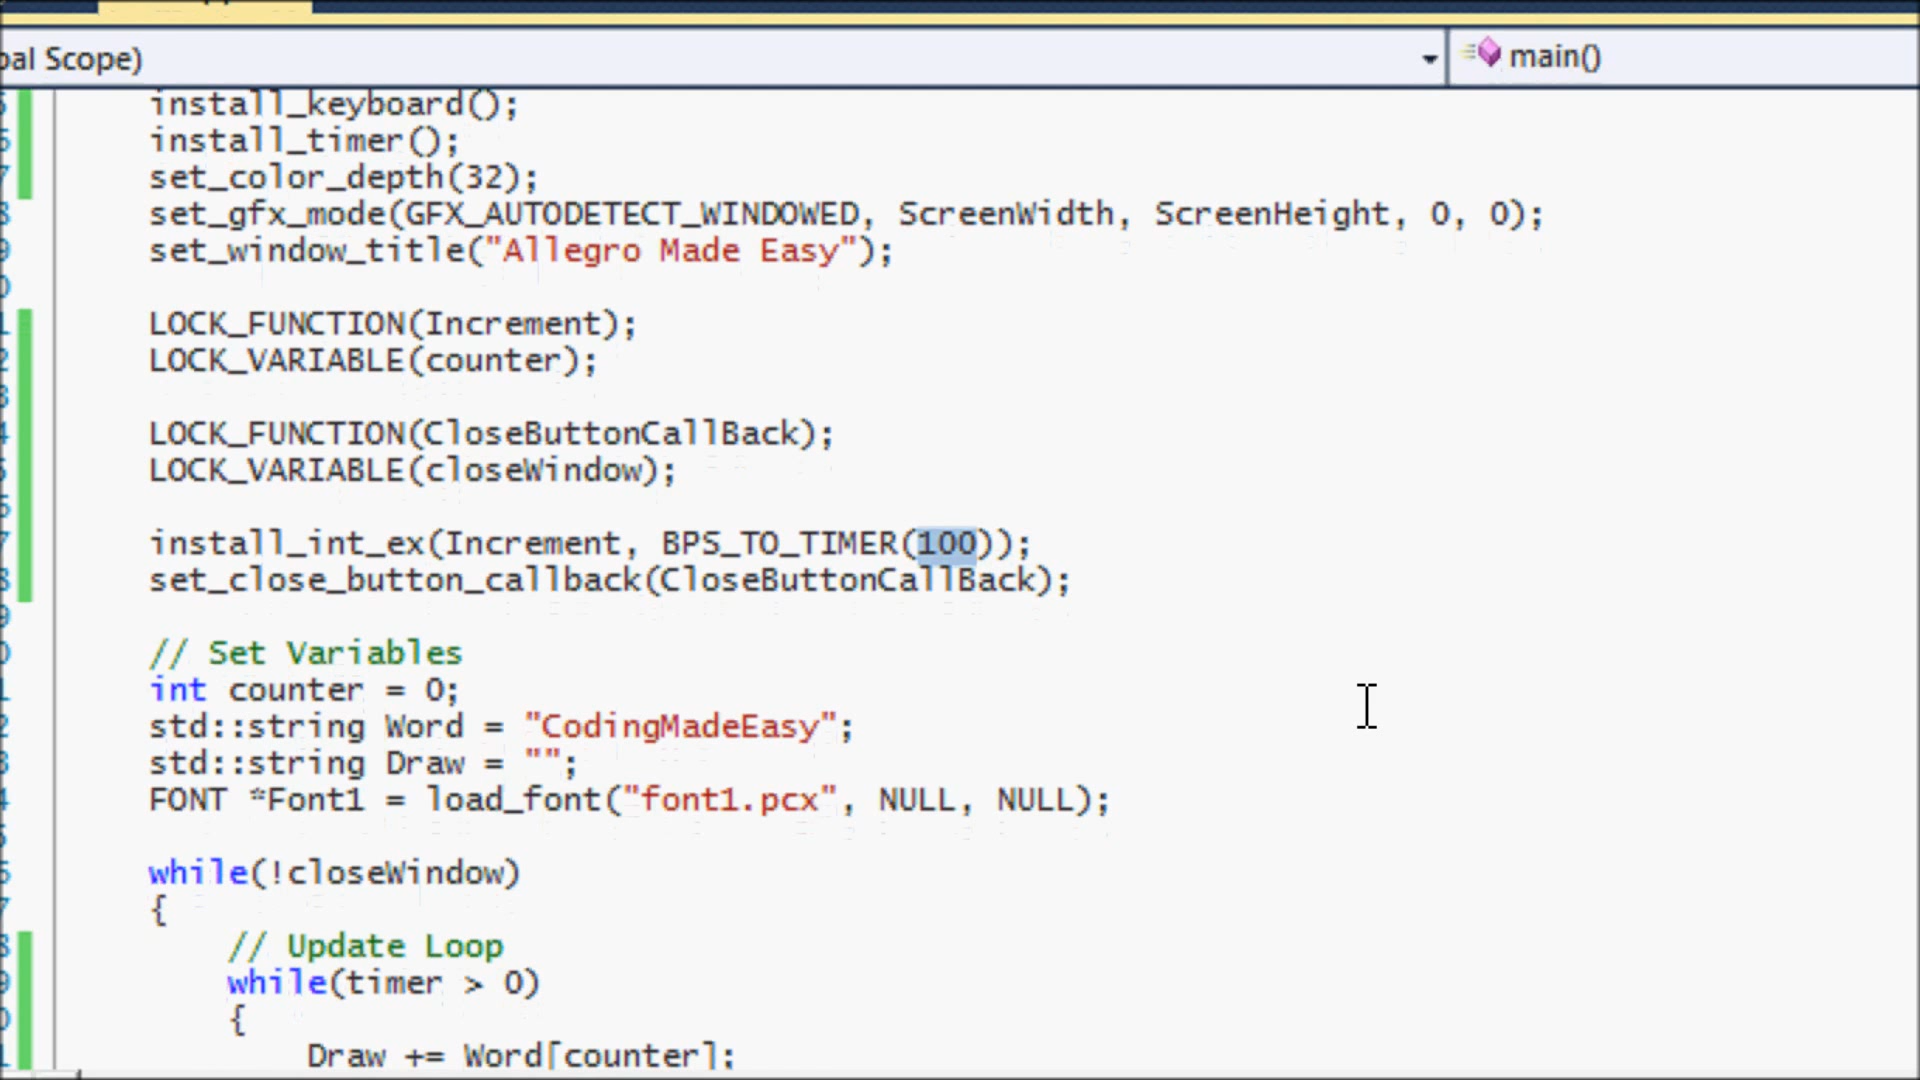 bal Scope) main()
install_keyboard();
install_timer();
set_color_depth(32);
set_gfx_mode(GFX_AUTODETECT_WINDOWED, ScreenWidth, ScreenHeight, 0, 0);
set_window_title("Allegro Made Easy");
LOCK_FUNCTION(Increment);
LOCK_VARIABLE(counter);
LOCK_FUNCTION(CloseButtonCallBack);
LOCK_VARIABLE(closeWindow);
install_int_ex(Increment, BPS_TO_TIMER(100));
set_close_button_callback(CloseButtonCallBack);
// Set Variables
int counter = 0;
std::string Word = "CodingMadeEasy";
std::string Draw = "";
FONT *Font1 = load_font("font1.pcx", NULL, NULL);
while(!closeWindow)
{
// Update Loop
while(timer > 0)
{
Draw += Word[counter];